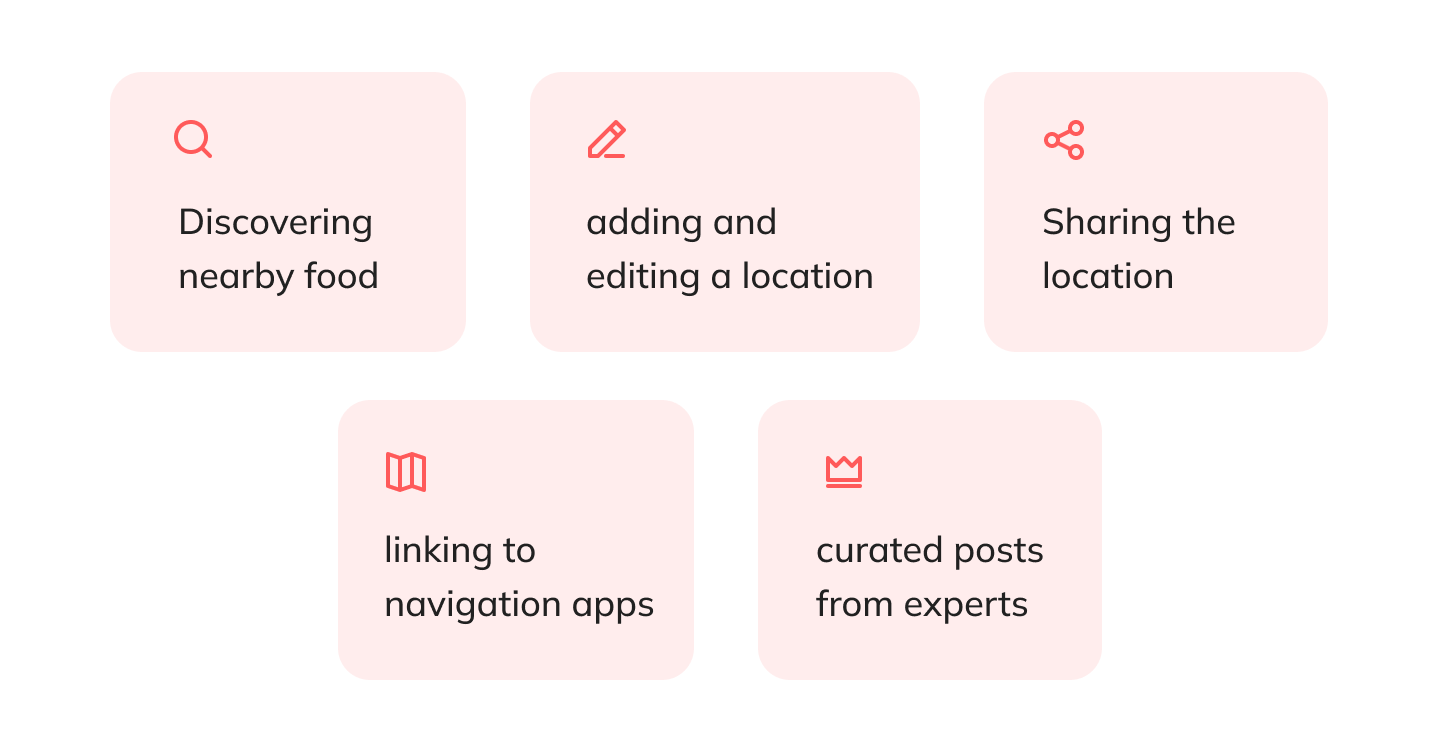 Discovering
nearby food
adding and
editing a location
Sharing the
location
linking to
navigation apps
curated posts
from experts